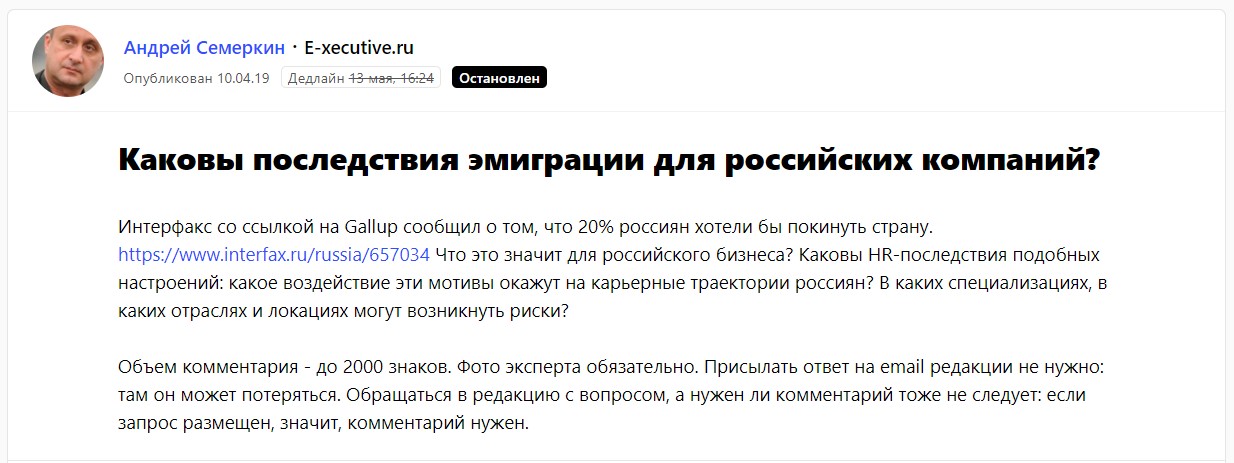 Андрей Семеркин · E-xecutive.ru
Опубликован 10.04.19 Дедлайн 13 мая, 16:24 Остановлен
Каковы последствия эмиграции для российских компаний?
Интерфакс со ссылкой на Gallup сообщил о том, что 20% россиян хотели бы покинуть страну.
https://www.interfax.ru/russia/657034 Что это значит для российского бизнеса? Каковы HR-последствия подобных
настроений: какое воздействие эти мотивы окажут на карьерные траектории россиян? В каких специализациях, в
каких отраслях и локациях могут возникнуть риски?
Объем комментария - до 2000 знаков. Фото эксперта обязательно. Присылать ответ на email редакции не нужно:
там он может потеряться. Обращаться в редакцию с вопросом, а нужен ли комментарий тоже не следует: если
запрос размещен, значит, комментарий нужен.